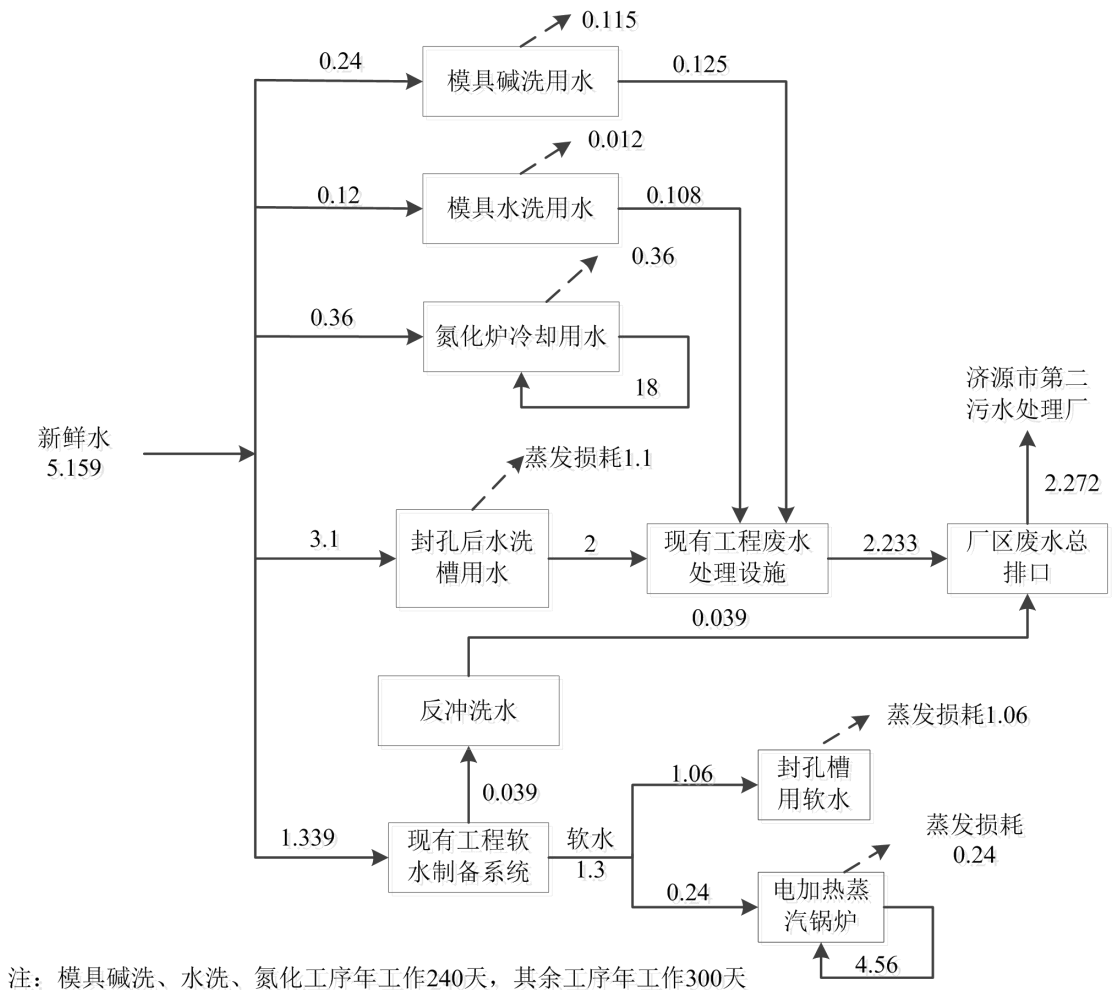 0.115
0.24
模具碱洗用水
0.125
0.012
0.12
模具水洗用水
0.108
0.36
0.36
氮化炉冷却用水
18
济源市第二
污水处理厂
新鲜水
5.159
蒸发损耗1.1
2.272
3.1
封孔后水洗
槽用水
2
现有工程废水
处理设施
2.233
厂区废水总
排口
0.039
反冲洗水
蒸发损耗1.06
0.039
1.06
封孔槽
用软水
1.339
现有工程软
水制备系统
软水
1.3
蒸发损耗
0.24
0.24
电加热蒸
汽锅炉
4.56
注：模具碱洗、水洗、氮化工序年工作240天，其余工序年工作300天